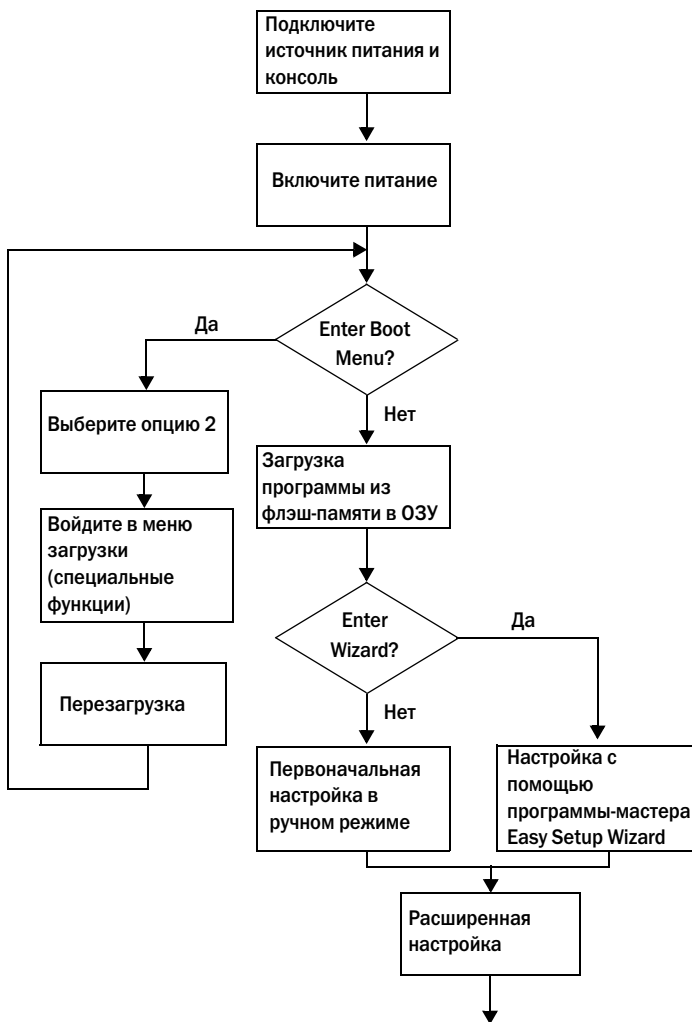 Подключите
источник питания и
консоль
Включите питание
Enter Boot
Menu?
Да
Нет
Выберите опцию 2
Загрузка
программы из
флэш-памяти в ОЗУ
Войдите в меню
загрузки
(специальные
функции)
Enter
Wizard?
Да
Нет
Перезагрузка
Первоначальная
настройка в
ручном режиме
Настройка с
помощью
программы-мастера
Easy Setup Wizard
Расширенная
настройка